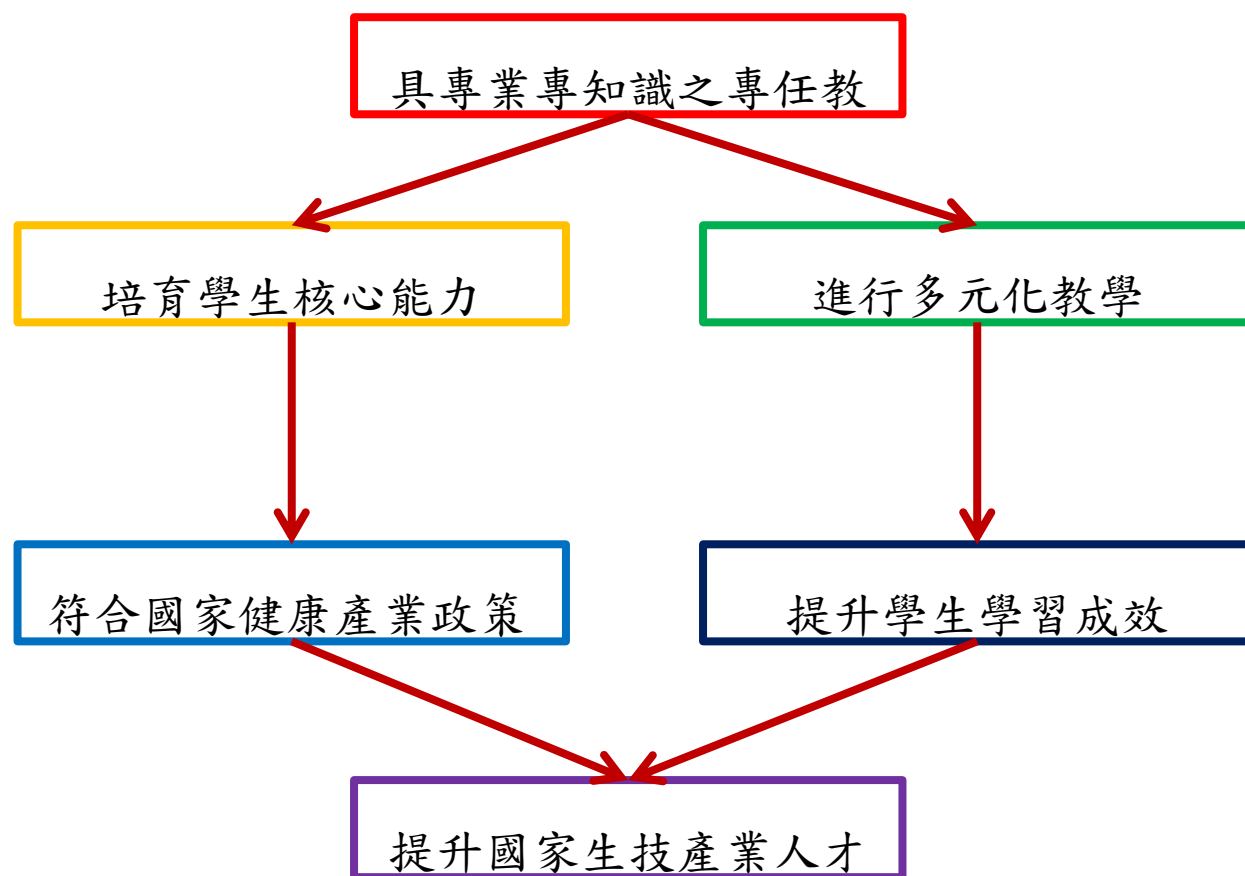 具專業專知識之專任教
培育學生核心能力
進行多元化教學
符合國家健康產業政策
提升學生學習成效
提升國家生技產業人才